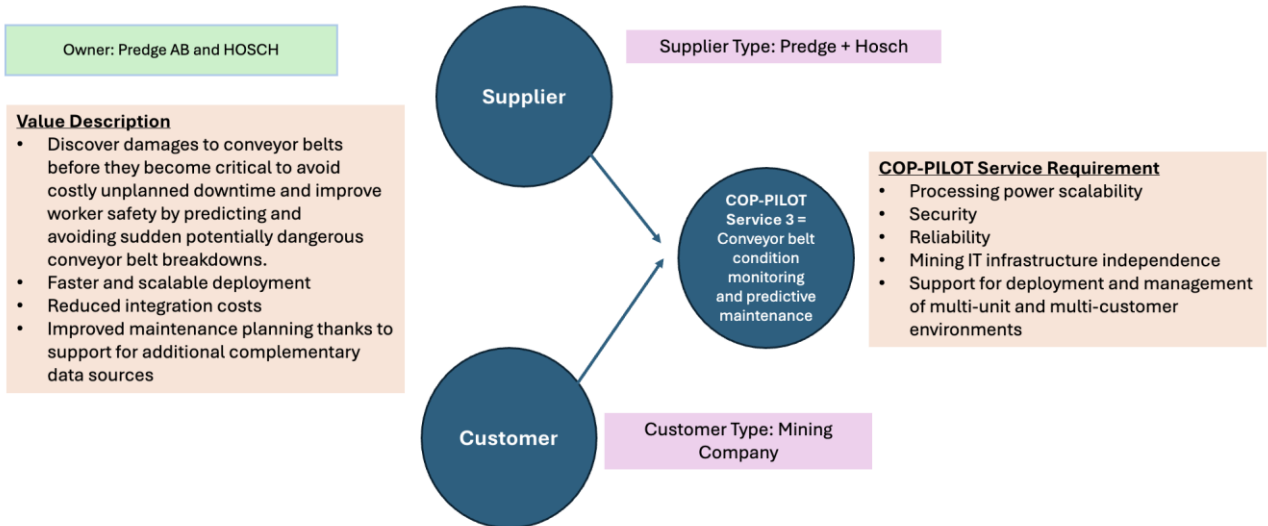 Owner: Predge AB and HOSCH
Supplier Type: Predge + Hosch
Supplier
Value Description
• Discover damages to conveyor belts
before they become critical to avoid
costly unplanned downtime and improve
worker safety by predicting and
avoiding sudden potentially dangerous
conveyor belt breakdowns.
• Faster and scalable deployment
• Reduced integration costs
• Improved maintenance planning thanks to
support for additional complementary
data sources
COP-PILOT
Service 3 =
Conveyor belt
condition
monitoring
and predictive
maintenance
COP-PILOT Service Requirement
• Processing power scalability
• Security
• Reliability
• Mining IT infrastructure independence
• Support for deployment and management
of multi-unit and multi-customer
environments
Customer
Customer Type: Mining
Company